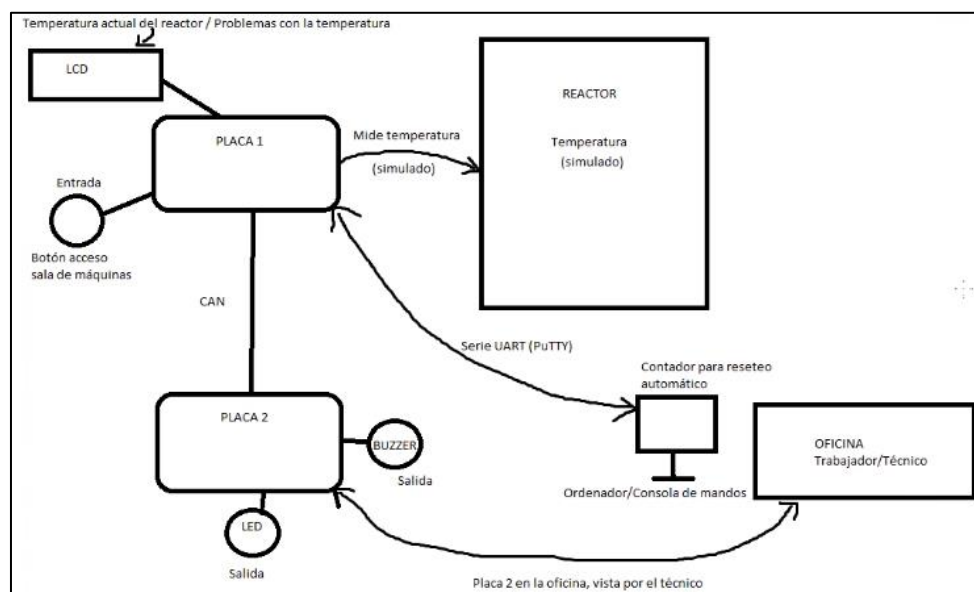 Temperatura actual del reactor / Problemas con la temperatura
LCD
PLACA 1
Mide temperatura
(simulado)
REACTOR
Temperatura
(simulado)
Entrada
Botón acceso
sala de máquinas
CAN
Serie UART (PuTTY)
Contador para reseteo
automático
PLACA 2
BUZZER
Salida
LED
Salida
Ordenador/Consola de mandos
OFICINA
Trabajador/Técnico
Placa 2 en la oficina, vista por el técnico